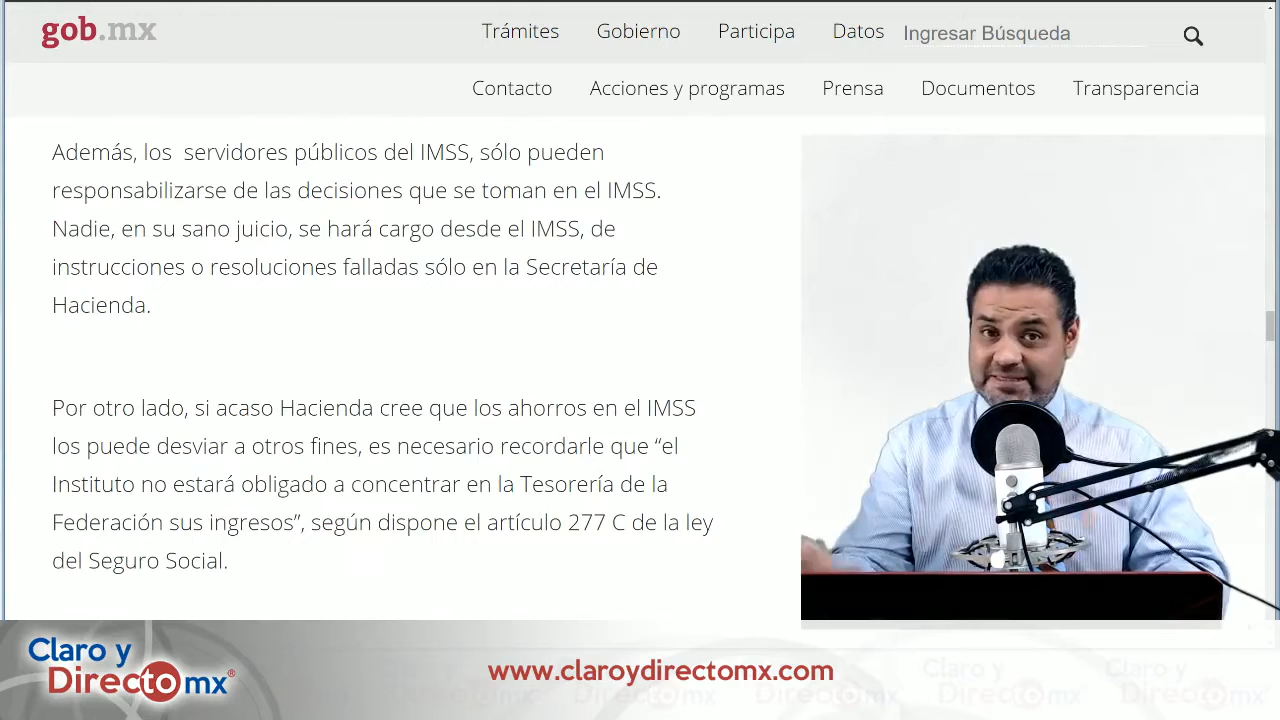 gob.mx
Trámites Gobierno Participa Datos Ingresar Búsqueda
Contacto Acciones y programas Prensa Documentos Transparencia
Además, los servidores públicos del IMSS, sólo pueden
responsabilizarse de las decisiones que se toman en el IMSS.
Nadie, en su sano juicio, se hará cargo desde el IMSS, de
instrucciones o resoluciones falladas sólo en la Secretaría de
Hacienda.
Por otro lado, si acaso Hacienda cree que los ahorros en el IMSS
los puede desviar a otros fines, es necesario recordarle que “el
Instituto no estará obligado a concentrar en la Tesorería de la
Federación sus ingresos”, según dispone el artículo 277 C de la ley
del Seguro Social.
Claro y
Directomx®
www.claroydirectomx.com
Claro y
Directomx
Claro y
Directomx